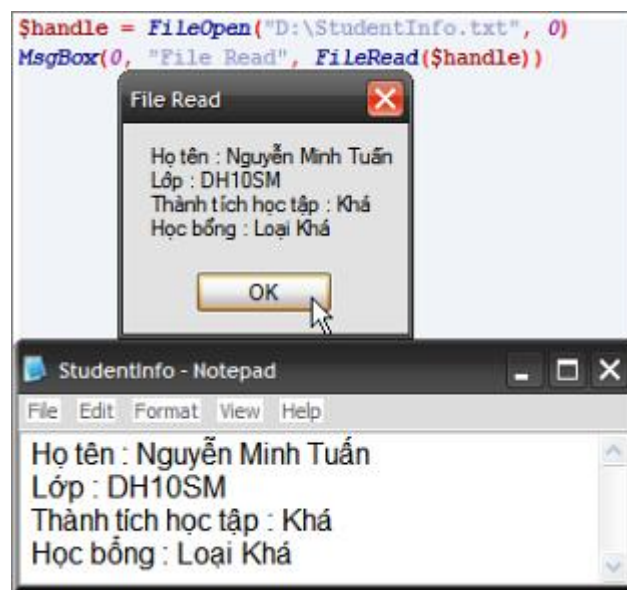 $handle = FileOpen("D:\StudentInfo.txt", 0)
MsgBox(0, "File Read", FileRead($handle))
File Read
Họ tên : Nguyễn Minh Tuấn
Lớp : DH10SM
Thành tích học tập : Khá
Học bổng : Loại Khá
OK
StudentInfo - Notepad
File Edit Format View Help
Họ tên : Nguyễn Minh Tuấn
Lớp : DH10SM
Thành tích học tập : Khá
Học bổng : Loại Khá